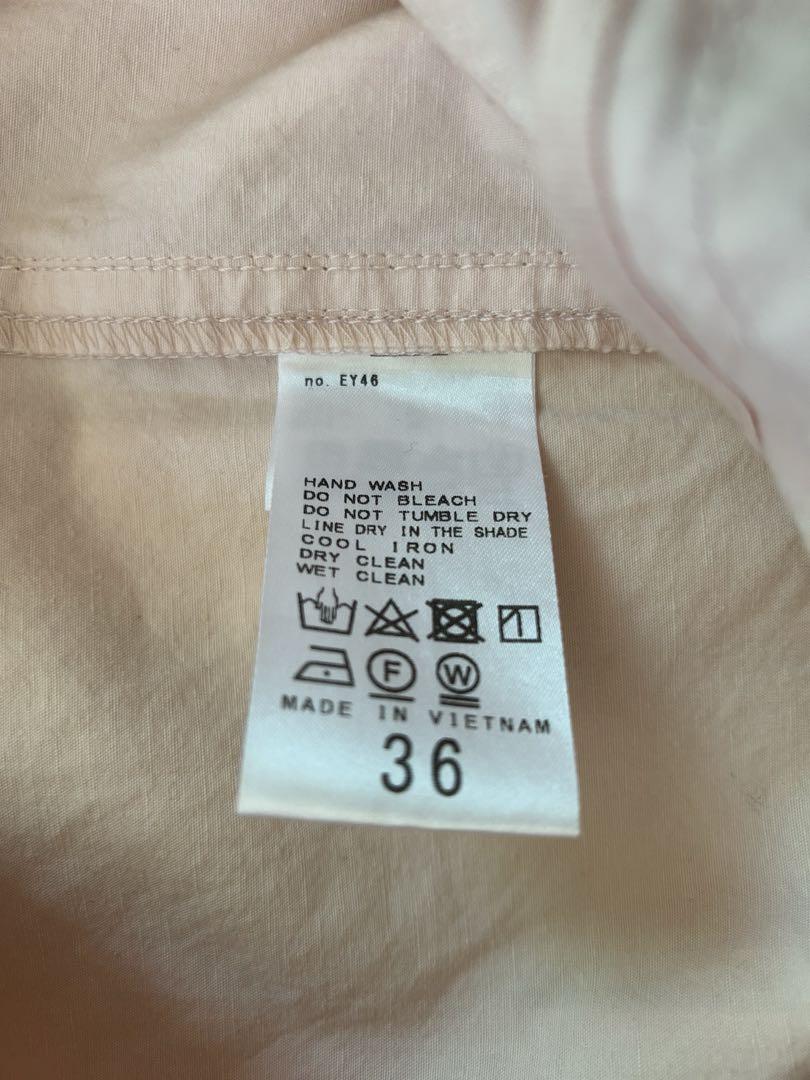 no. EY46
HAND WASH
DO NOT BLEACH
DO NOT TUMBLE DRY
LINE DRY IN THE SHADE
COOL IRON
DRY CLEAN
WET CLEAN
F W
MADE IN VIETNAM
36